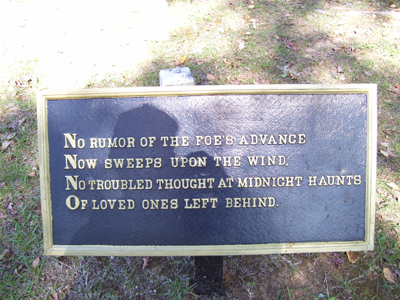 NO RUMOR OF THE FOE'S ADVANCE
NOW SWEEPS UPON THE WIND,
NO TROUBLED THOUGHT AT MIDNIGHT HAUNTS
OF LOVED ONES LEFT BEHIND.